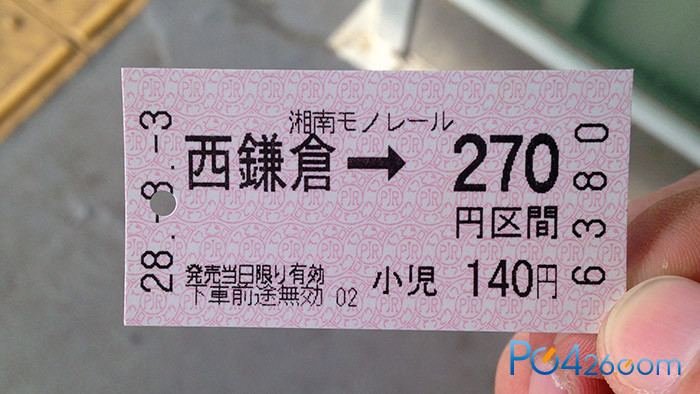 湘南モノレール
西鎌倉➡270
円区間
発売当日限り有効
小児 140円
下車前途無効 02
28.-8.-3
6380
PC426oom